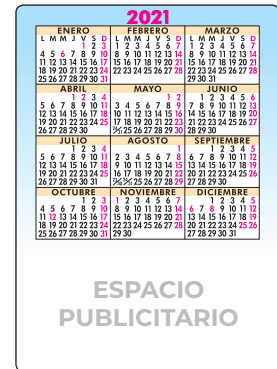 2021
ENERO FEBRERO MARZO
L M M J V S D L M M J V S D L M M J V S D
1 2 3 1 2 3 4 5 6 7 1 2 3 4 5 6 7
4 5 6 7 8 9 10 8 9 10 11 12 13 14 8 9 10 11 12 13 14
11 12 13 14 15 16 17 15 16 17 18 19 20 21 15 16 17 18 19 20 21
18 19 20 21 22 23 24 22 23 24 25 26 27 28 22 23 24 25 26 27 28
25 26 27 28 29 30 31 29 30 31
ABRIL MAYO JUNIO
1 2 3 4 1 2 1 2 3 4 5 6
5 6 7 8 9 10 11 3 4 5 6 7 8 9 7 8 9 10 11 12 13
12 13 14 15 16 17 18 10 11 12 13 14 15 16 14 15 16 17 18 19 20
19 20 21 22 23 24 25 17 18 19 20 21 22 23 21 22 23 24 25 26 27
26 27 28 29 30 24/31 25 26 27 28 29 30 28 29 30
JULIO AGOSTO SEPTIEMBRE
1 2 3 4 1 1 2 3 4 5
5 6 7 8 9 10 11 2 3 4 5 6 7 8 6 7 8 9 10 11 12
12 13 14 15 16 17 18 9 10 11 12 13 14 15 13 14 15 16 17 18 19
19 20 21 22 23 24 25 16 17 18 19 20 21 22 20 21 22 23 24 25 26
26 27 28 29 30 31 23/30 24/31 25 26 27 28 29 27 28 29 30
OCTUBRE NOVIEMBRE DICIEMBRE
1 2 3 1 2 3 4 5 6 7 1 2 3 4 5
4 5 6 7 8 9 10 8 9 10 11 12 13 14 6 7 8 9 10 11 12
11 12 13 14 15 16 17 15 16 17 18 19 20 21 13 14 15 16 17 18 19
18 19 20 21 22 23 24 22 23 24 25 26 27 28 20 21 22 23 24 25 26
25 26 27 28 29 30 31 29 30 27 28 29 30 31
ESPACIO
PUBLICITARIO